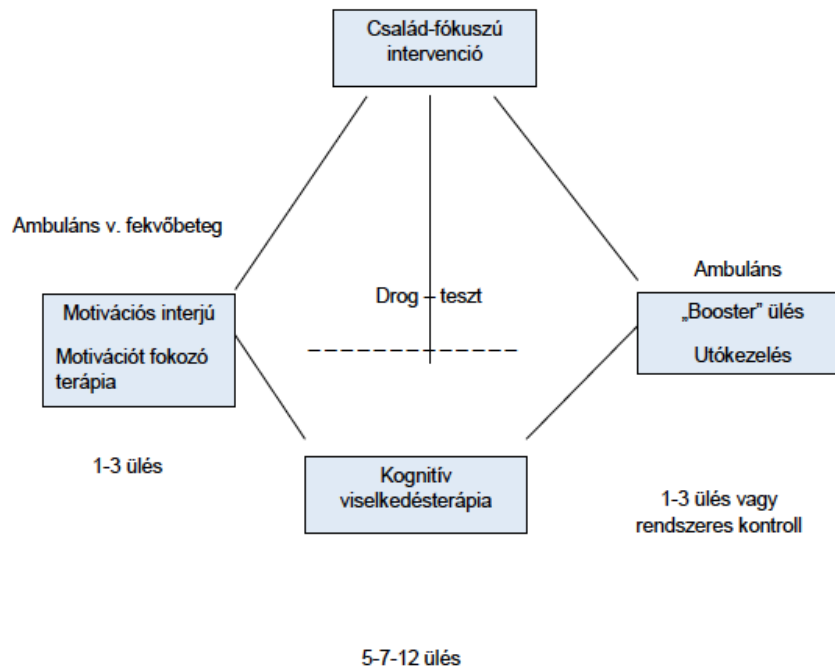 Család-fókuszú
intervenció
Ambuláns v. fekvőbeteg
Motivációs interjú
Motivációt fokozó
terápia
1-3 ülés
Drog - teszt
Ambuláns
„Booster” ülés
Utókezelés
Kognitív
viselkedésterápia
1-3 ülés vagy
rendszeres kontroll
5-7-12 ülés